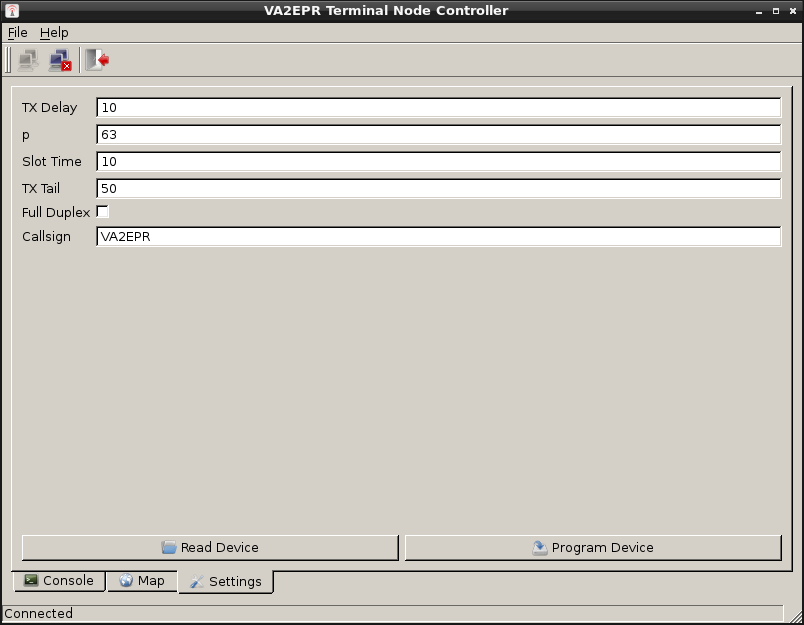 VA2EPR Terminal Node Controller
File Help
TX Delay 10
p 63
Slot Time 10
TX Tail 50
Full Duplex
Callsign VA2EPR
Read Device Program Device
Console Map Settings
Connected